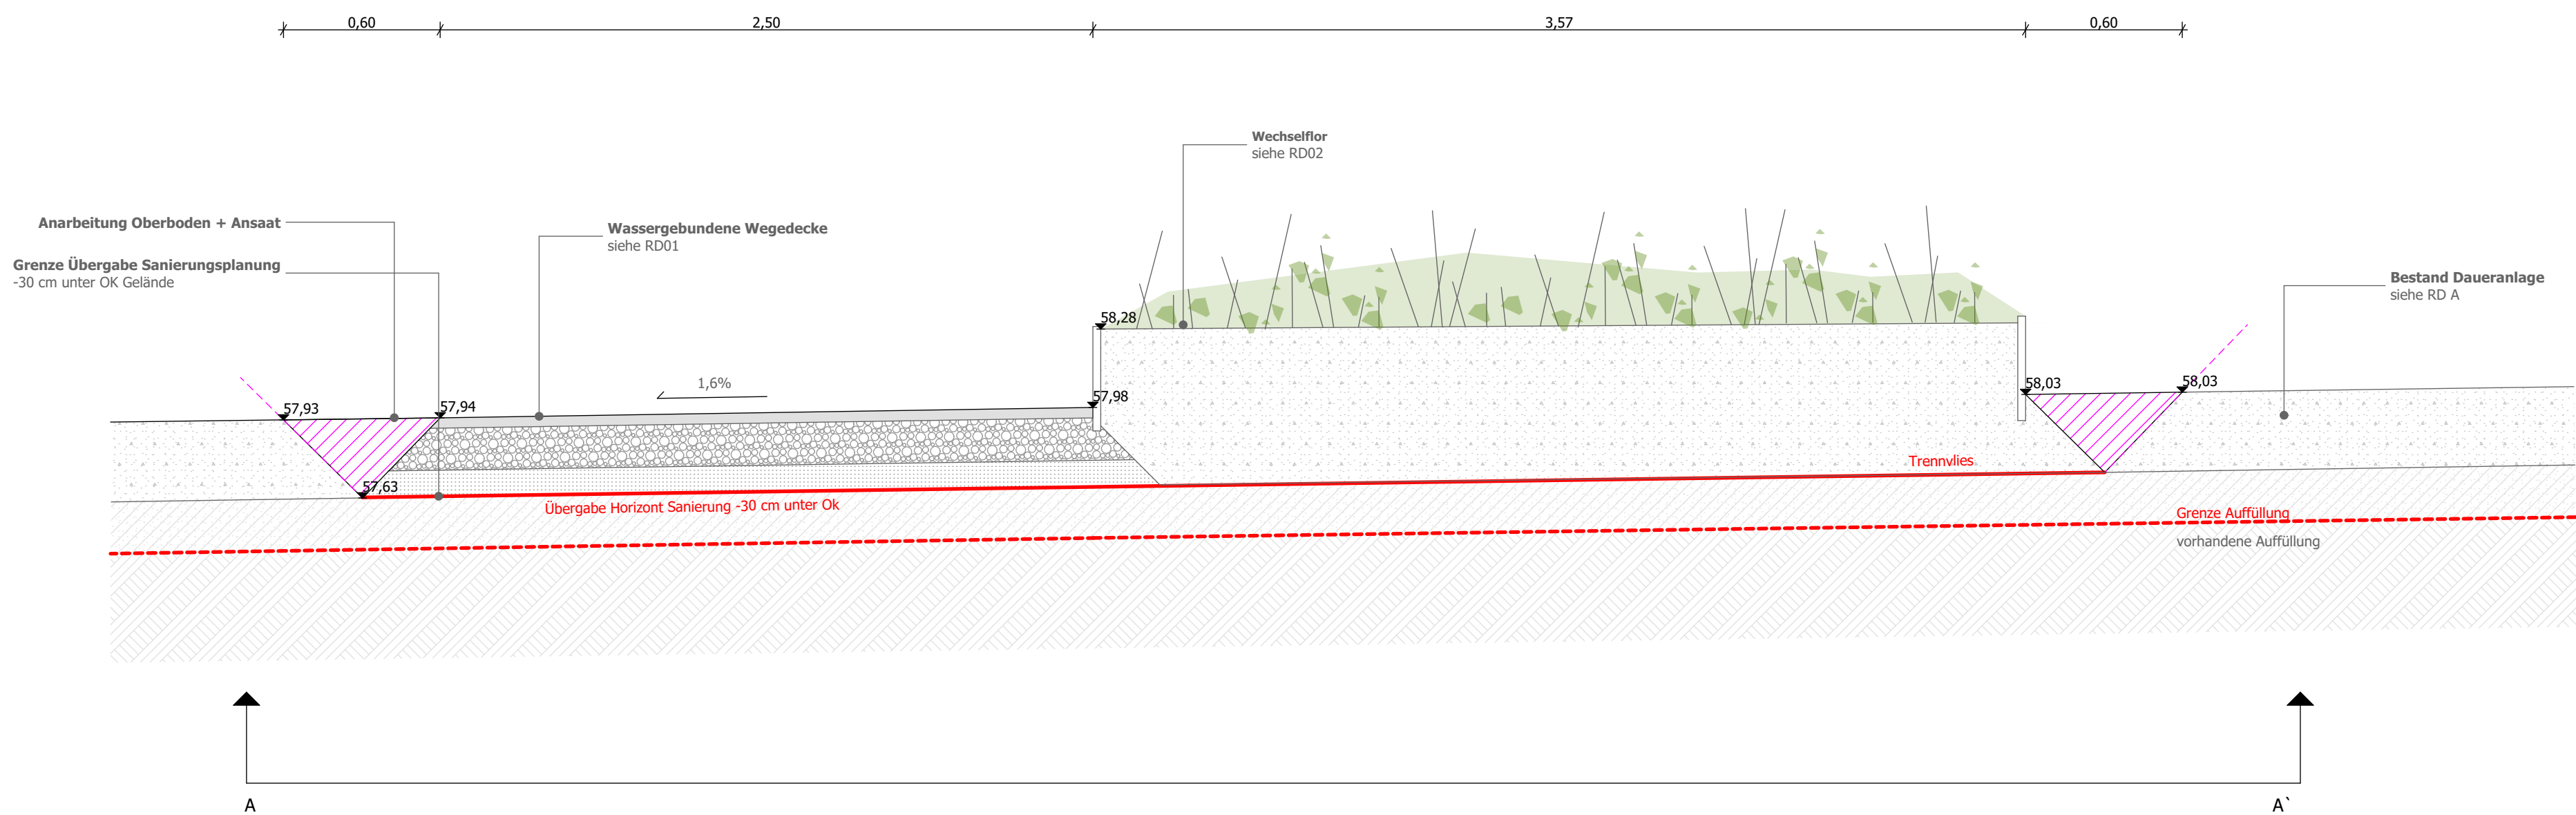 0,60
2,50
3,57
0,60
Wechselflor
siehe RD02
Anarbeitung Oberboden + Ansaat
Wassergebundene Wegedecke
siehe RD01
Grenze Übergabe Sanierungsplanung
-30 cm unter OK Gelände
Bestand Daueranlage
siehe RD A
58,28
1,6%
57,93
57,94
57,98
58,03
58,03
57,63
Trennvlies
Übergabe Horizont Sanierung -30 cm unter Ok
Grenze Auffüllung
vorhandene Auffüllung
A
A`